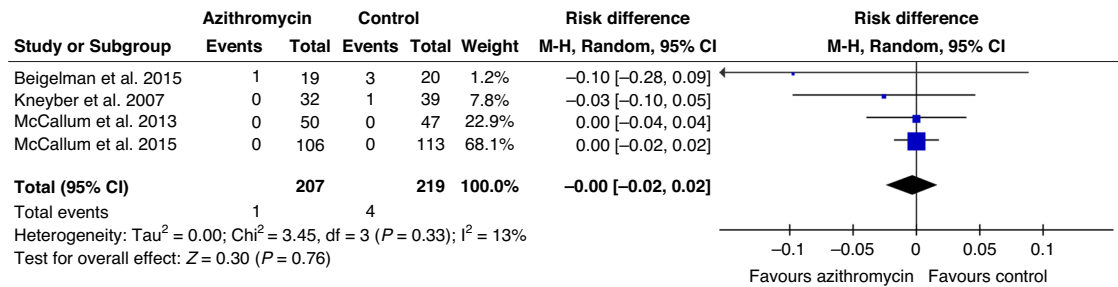 Azithromycin Control Risk difference Risk difference
Study or Subgroup Events Total Events Total Weight M-H, Random, 95% CI M-H, Random, 95% CI
Beigelman et al. 2015 1 19 3 20 1.2% −0.10 [−0.28, 0.09]
Kneyber et al. 2007 0 32 1 39 7.8% −0.03 [−0.10, 0.05]
McCallum et al. 2013 0 50 0 47 22.9% 0.00 [−0.04, 0.04]
McCallum et al. 2015 0 106 0 113 68.1% 0.00 [−0.02, 0.02]
Total (95% CI) 207 219 100.0% −0.00 [−0.02, 0.02]
Total events 1 4
Heterogeneity: Tau² = 0.00; Chi² = 3.45, df = 3 (P = 0.33); I² = 13%
Test for overall effect: Z = 0.30 (P = 0.76)
−0.1 −0.05 0 0.05 0.1
Favours azithromycin Favours control